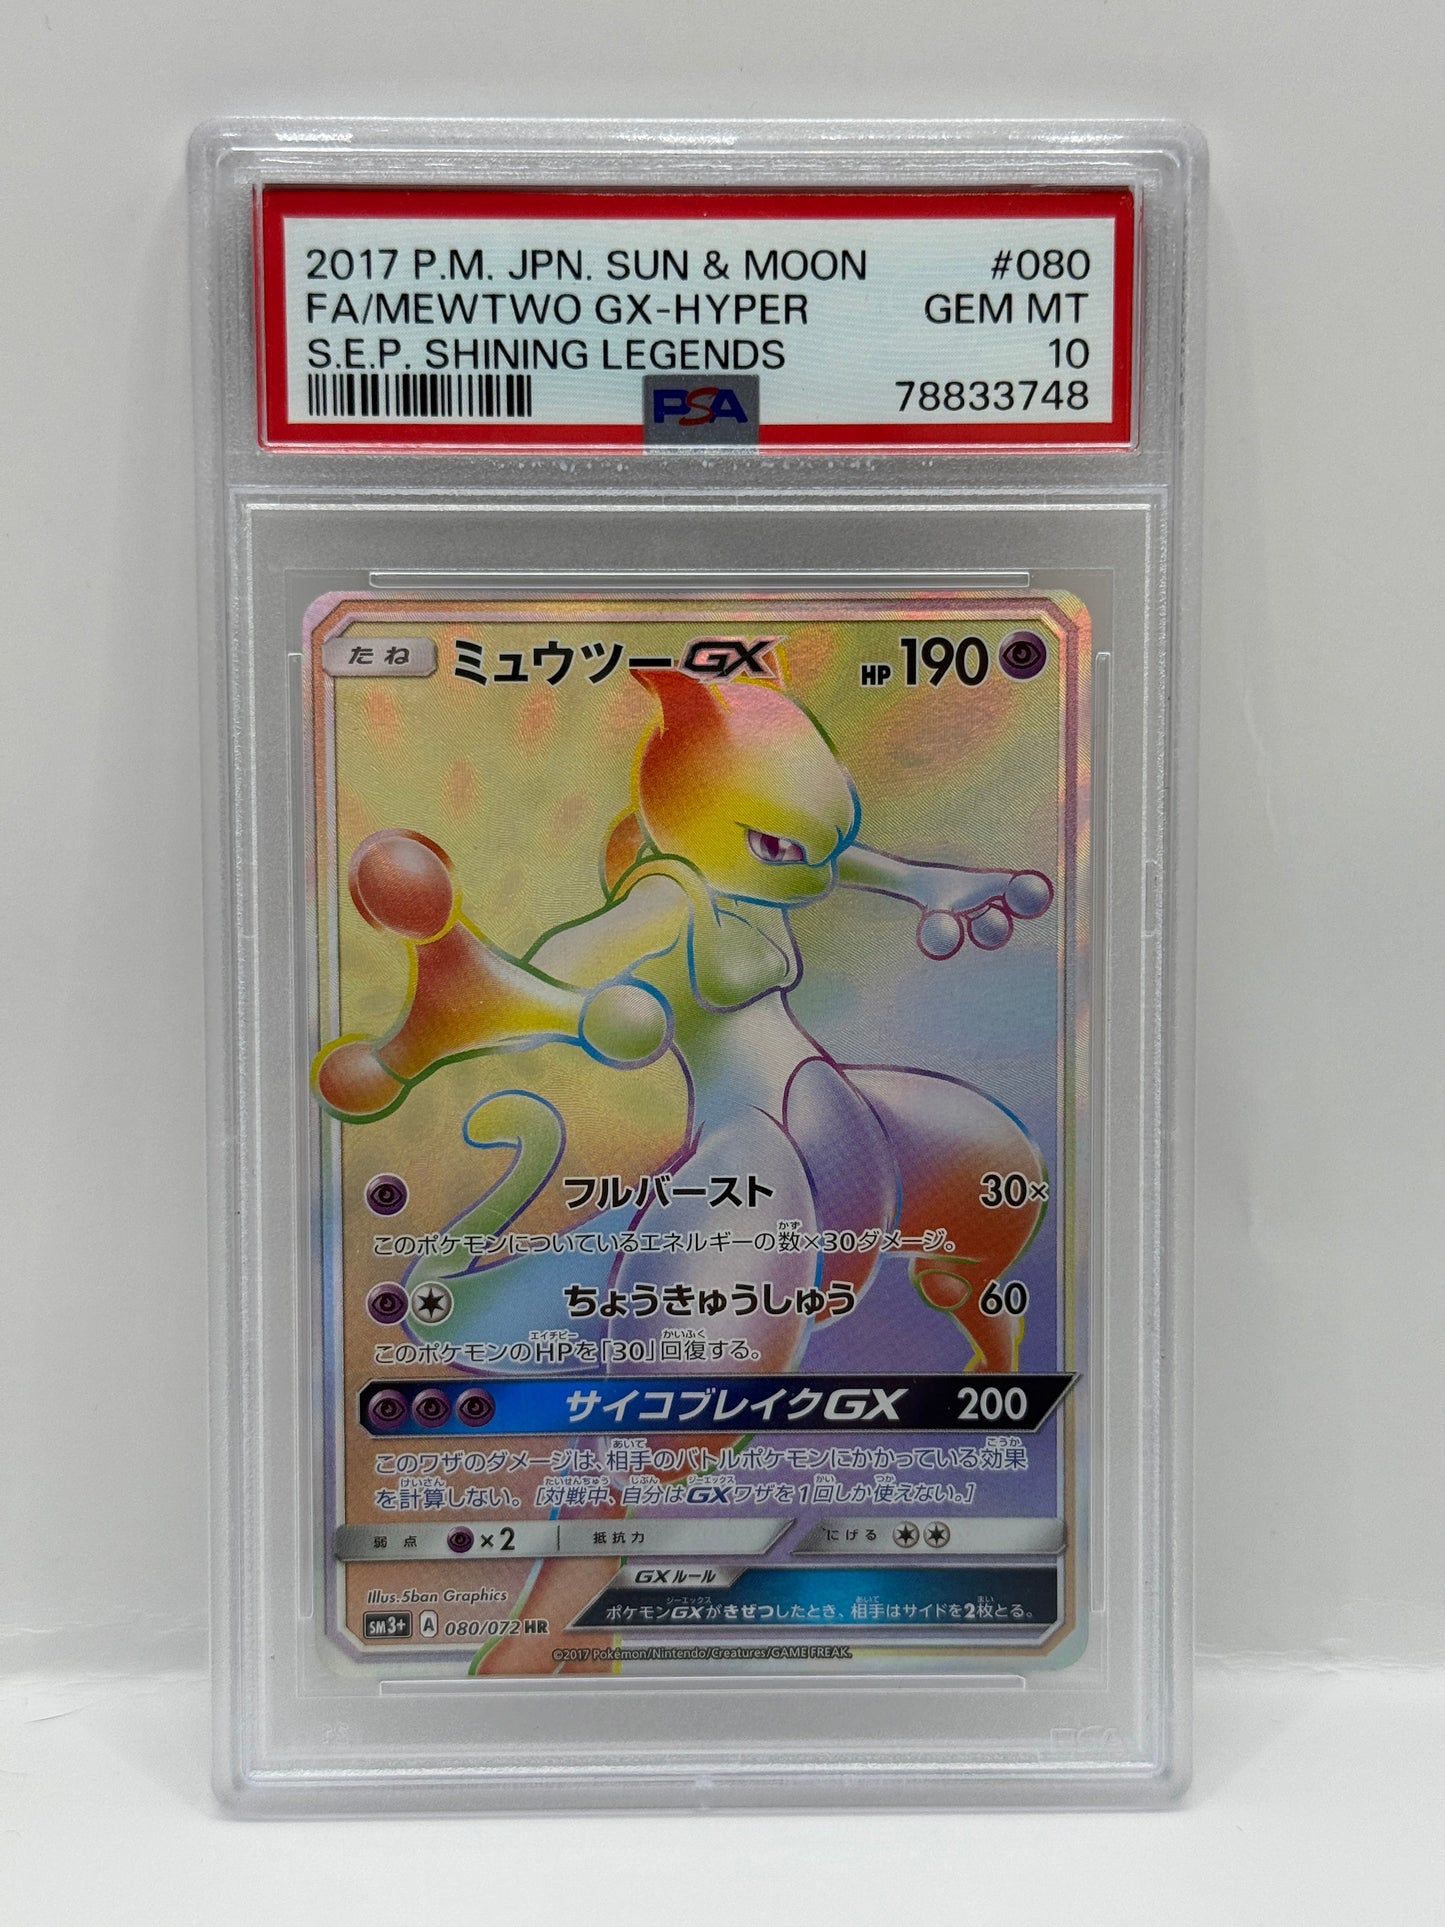 2017 P.M. JPN. SUN & MOON #080
FA/MEWTWO GX-HYPER GEM MT
S.E.P. SHINING LEGENDS 10
PSA 78833748
たね ミュウツーGX HP 190
フルバースト 30×
このポケモンについているエネルギーの数×30ダメージ。
ちょうきゅうしゅう 60
このポケモンのHPを「30」回復する。
サイコブレイクGX 200
このワザのダメージは、相手のバトルポケモンにかかっている効果
を計算しない。[対戦中、自分はGXワザを1回しか使えない。]
弱点 ×2 抵抗力 にげる
GXルール
ポケモンGXがきぜつしたとき、相手はサイドを2枚とる。
Illus.5ban Graphics
SM3+ A 080/072 HR
©2017 Pokémon/Nintendo/Creatures/GAME FREAK.